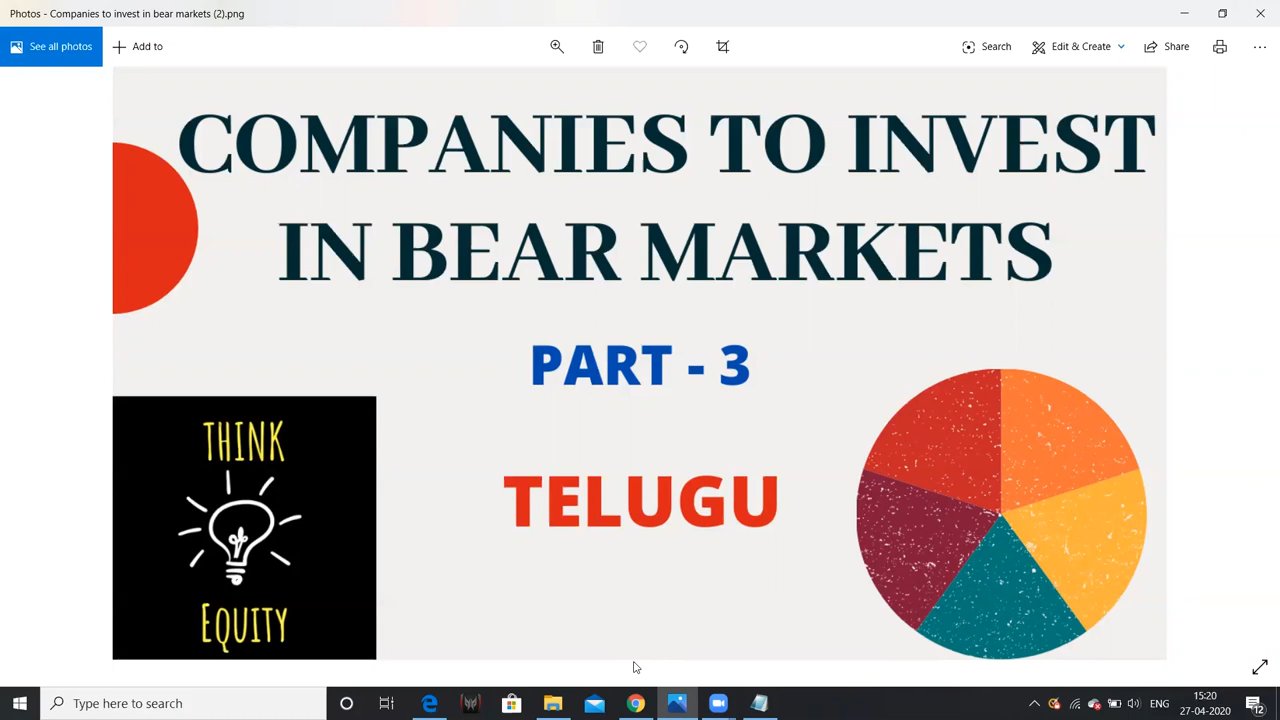 Photos - Companies to invest in bear markets (2).png
See all photos
Add to
Search
Edit & Create
Share
COMPANIES TO INVEST
IN BEAR MARKETS
PART - 3
THINK
EQUITY
TELUGU
Type here to search
15:20
ENG
27-04-2020
12